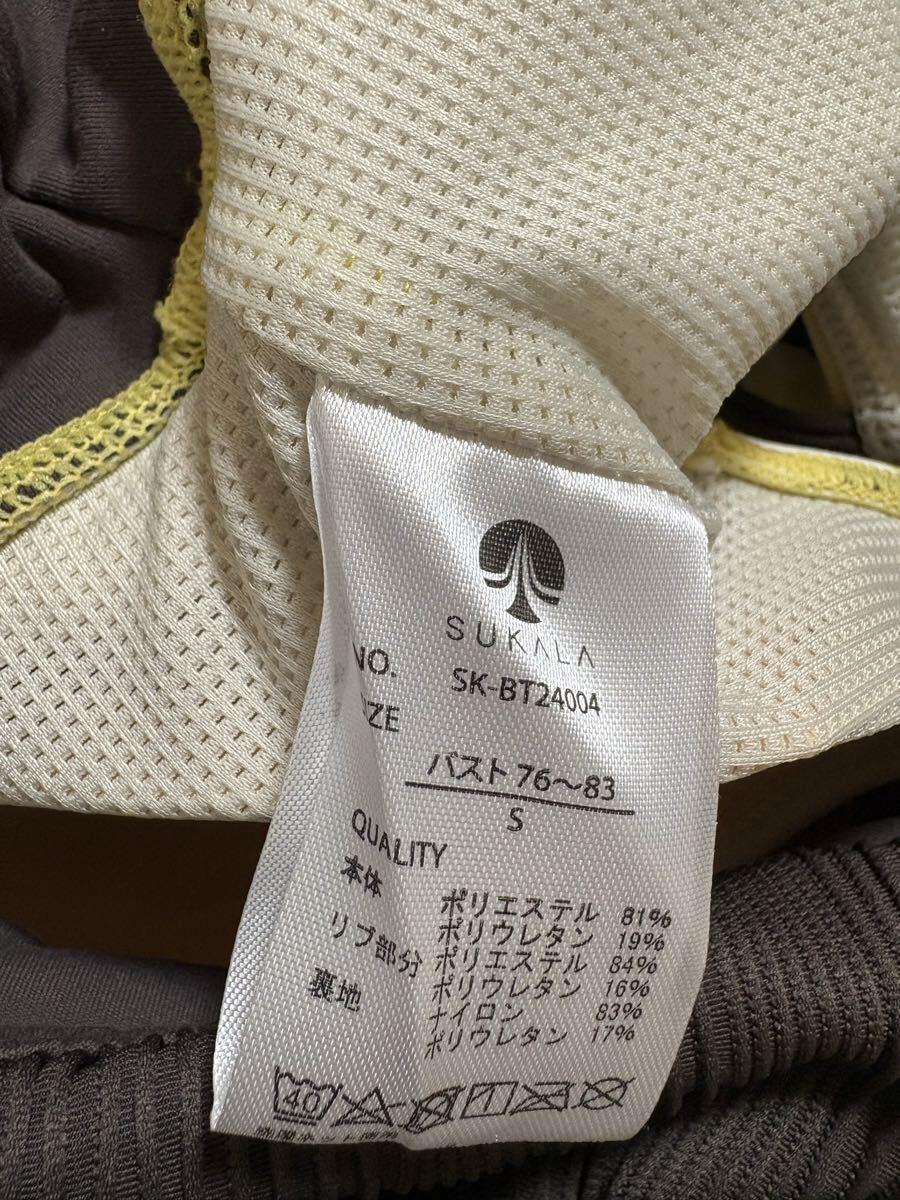 SUKALA
NO. SK-BT24004
IZE
バスト 76～83
S
QUALITY
本体 ポリエステル 81%
ポリウレタン 19%
リブ部分 ポリエステル 84%
ポリウレタン 16%
裏地 ナイロン 83%
ポリウレタン 17%
40